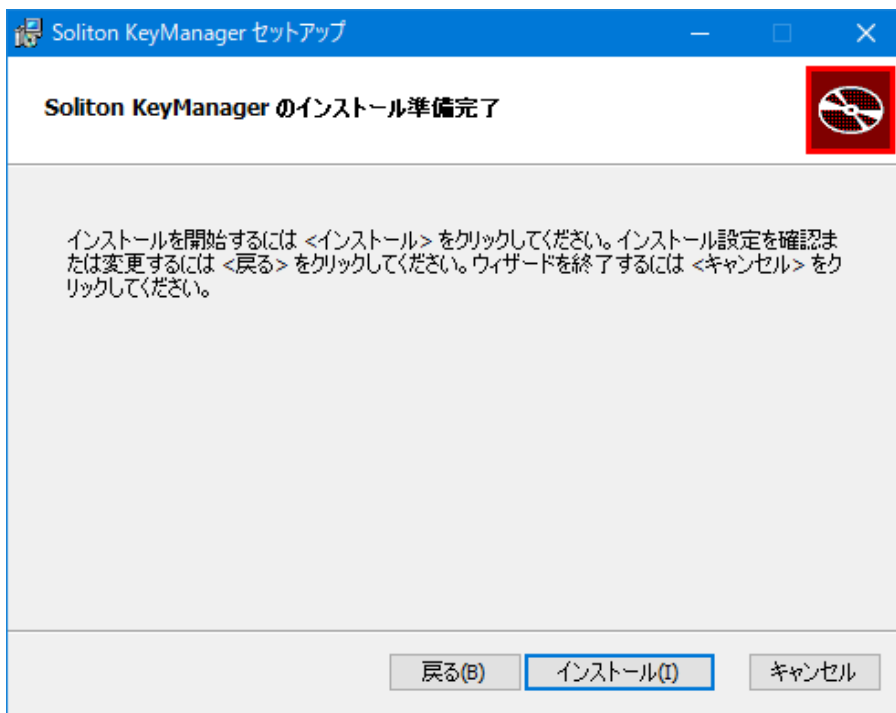 Soliton KeyManager セットアップ
Soliton KeyManager のインストール準備完了
インストールを開始するには <インストール> をクリックしてください。インストール設定を確認ま
たは変更するには <戻る> をクリックしてください。ウィザードを終了するには <キャンセル> をク
リックしてください。
戻る(B)
インストール(I)
キャンセル